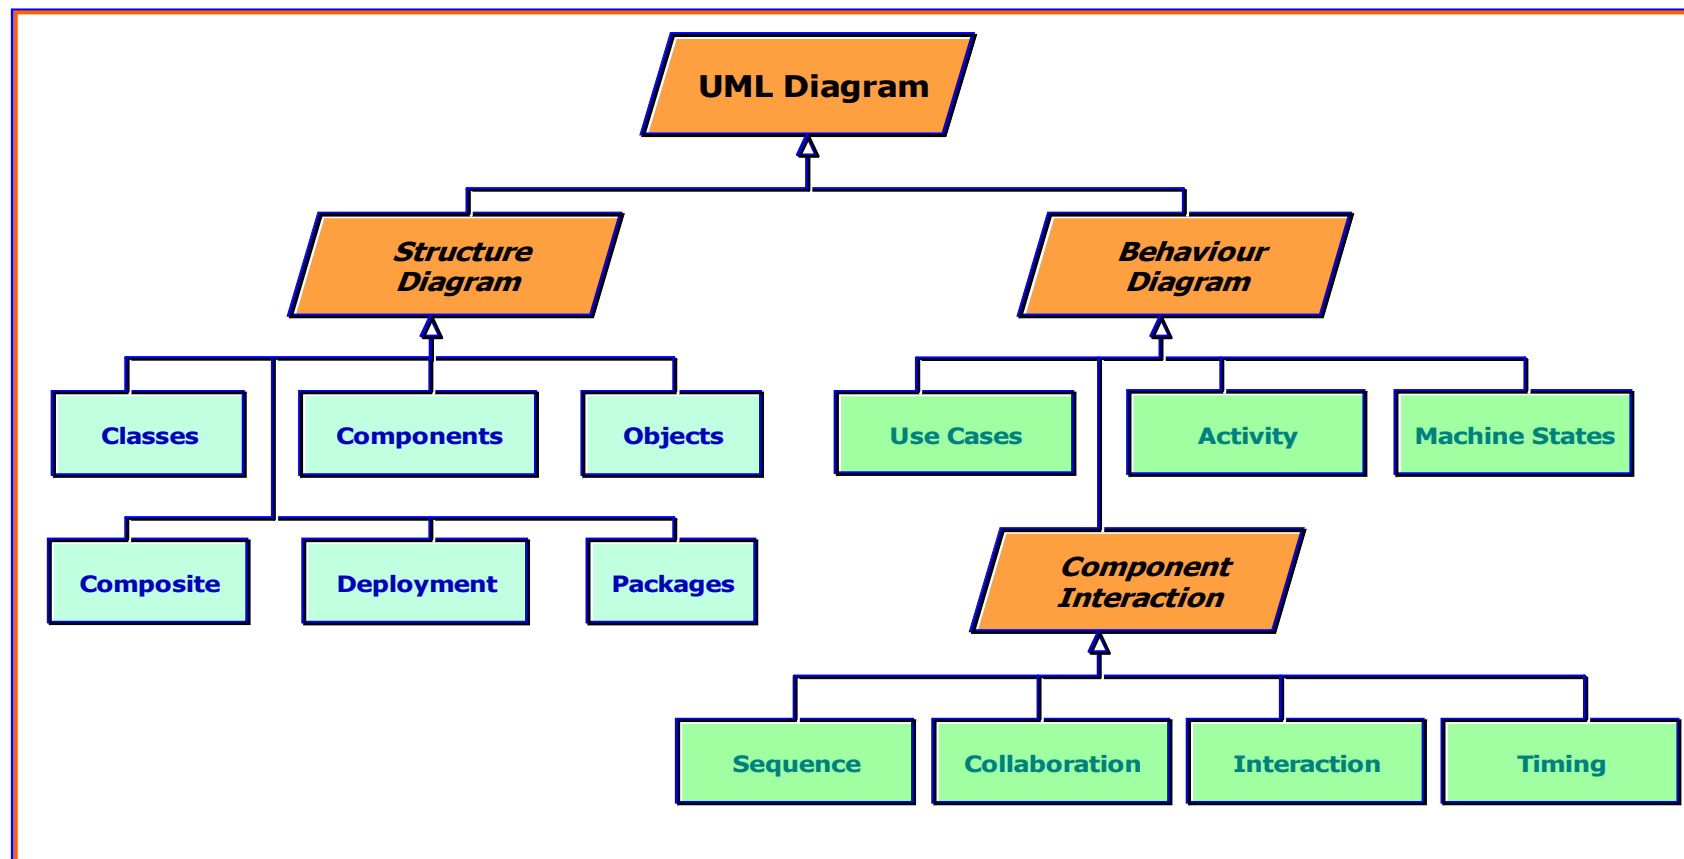 UML Diagram
Structure
Diagram
Behaviour
Diagram
Classes
Components
Objects
Use Cases
Activity
Machine States
Composite
Deployment
Packages
Component
Interaction
Sequence
Collaboration
Interaction
Timing